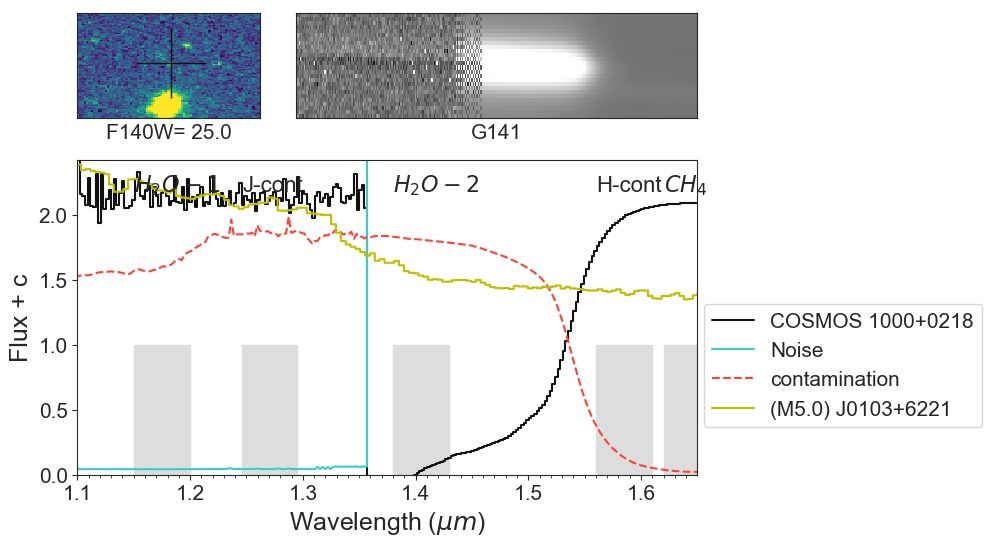 F140W= 25.0
G141
H₂O − 1
J-cont
H₂O − 2
H-cont CH₄
Flux + c
2.0
1.5
1.0
0.5
0.0
1.1
1.2
1.3
1.4
1.5
1.6
Wavelength (μm)
COSMOS 1000+0218
Noise
contamination
(M5.0) J0103+6221